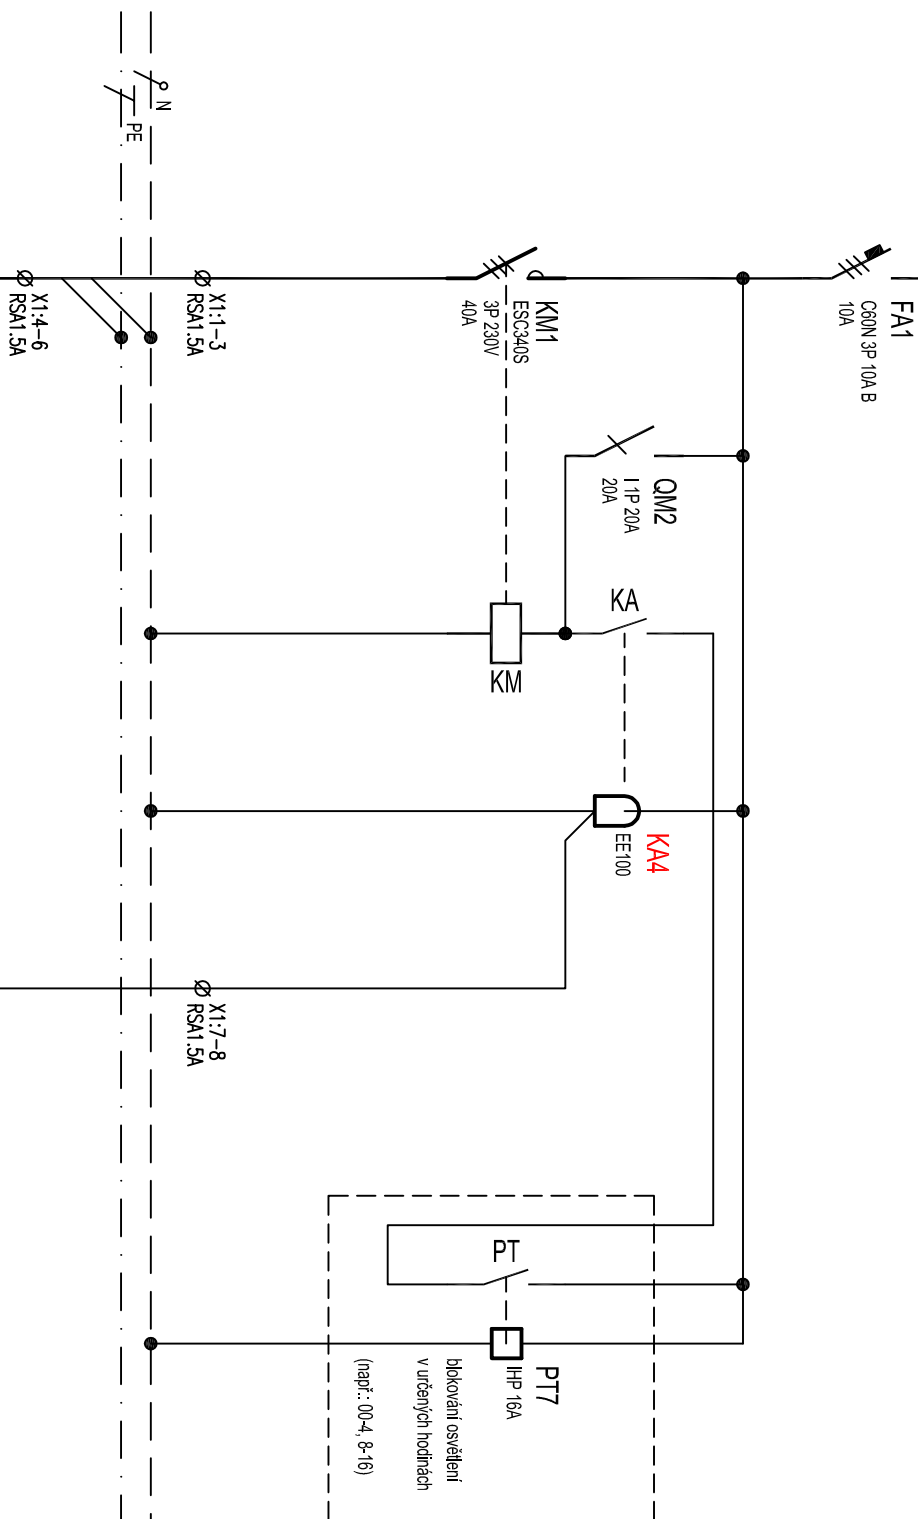 N
PE
FA1
C60N 3P 10A B
10A
KM1
ESC340S
3P 230V
40A
X1:1-3
RSA1.5A
X1:4-6
RSA1.5A
QM2
I 1P 20A
20A
KA
KM
KA4
EE100
X1:7-8
RSA1.5A
PT
PT7
IHP 16A
blokování osvětlení
v určených hodinách
(např.: 00-4, 8-16)